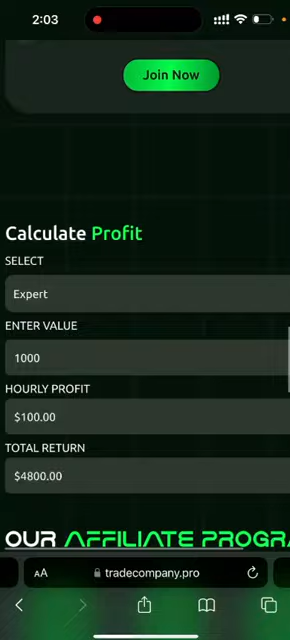 2:03
Join Now
Calculate Profit
SELECT
Expert
ENTER VALUE
1000
HOURLY PROFIT
$100.00
TOTAL RETURN
$4800.00
OUR AFFILIATE PROGRA
AA
tradecompany.pro